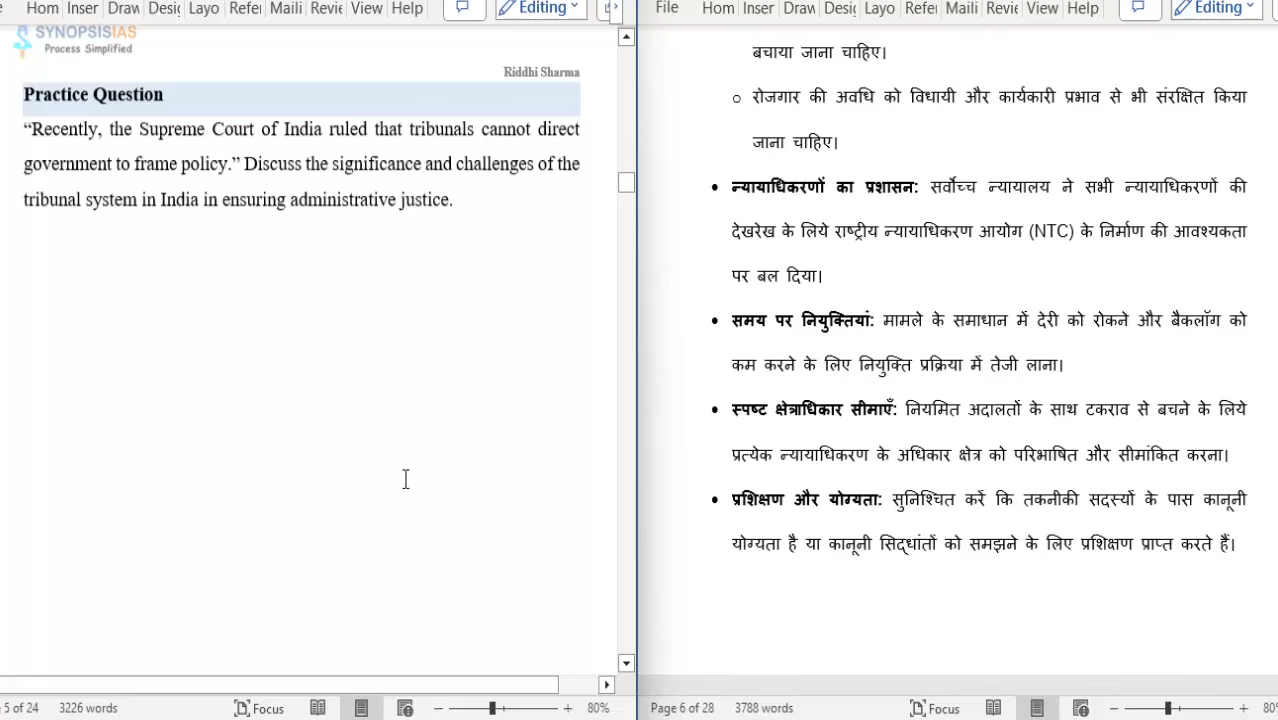 Hom Inser Draw Layo Refer Maili View Help
Editing
SYNOPSISIAS
Process Simplified
Riddhi Sharma
Practice Question
“Recently, the Supreme Court of India ruled that tribunals cannot direct
government to frame policy.” Discuss the significance and challenges of the
tribunal system in India in ensuring administrative justice.
5 of 24 3226 words
Focus
80%
File Hom Inser Draw Layo Refer Maili View Help
Editing
बचाया जाना चाहिए।
रोजगार की अवधि को विधायी और कार्यकारी प्रभाव से भी संरक्षित किया
जाना चाहिए।
• न्यायाधिकरणों का प्रशासन: सर्वोच्च न्यायालय ने सभी न्यायाधिकरणों की
देखरेख के लिये राष्ट्रीय न्यायाधिकरण आयोग (NTC) के निर्माण की आवश्यकता
पर बल दिया।
• समय पर नियुक्तियां: मामले के समाधान में देरी को रोकने और बैकलॉग को
कम करने के लिए नियुक्ति प्रक्रिया में तेजी लाना।
• स्पष्ट क्षेत्राधिकार सीमाएँ: नियमित अदालतों के साथ टकराव से बचने के लिये
प्रत्येक न्यायाधिकरण के अधिकार क्षेत्र को परिभाषित और सीमांकित करना।
• प्रशिक्षण और योग्यता: सुनिश्चित करें कि तकनीकी सदस्यों के पास कानूनी
योग्यता है या कानूनी सिद्धांतों को समझने के लिए प्रशिक्षण प्राप्त करते हैं।
Page 6 of 28 3788 words
Focus